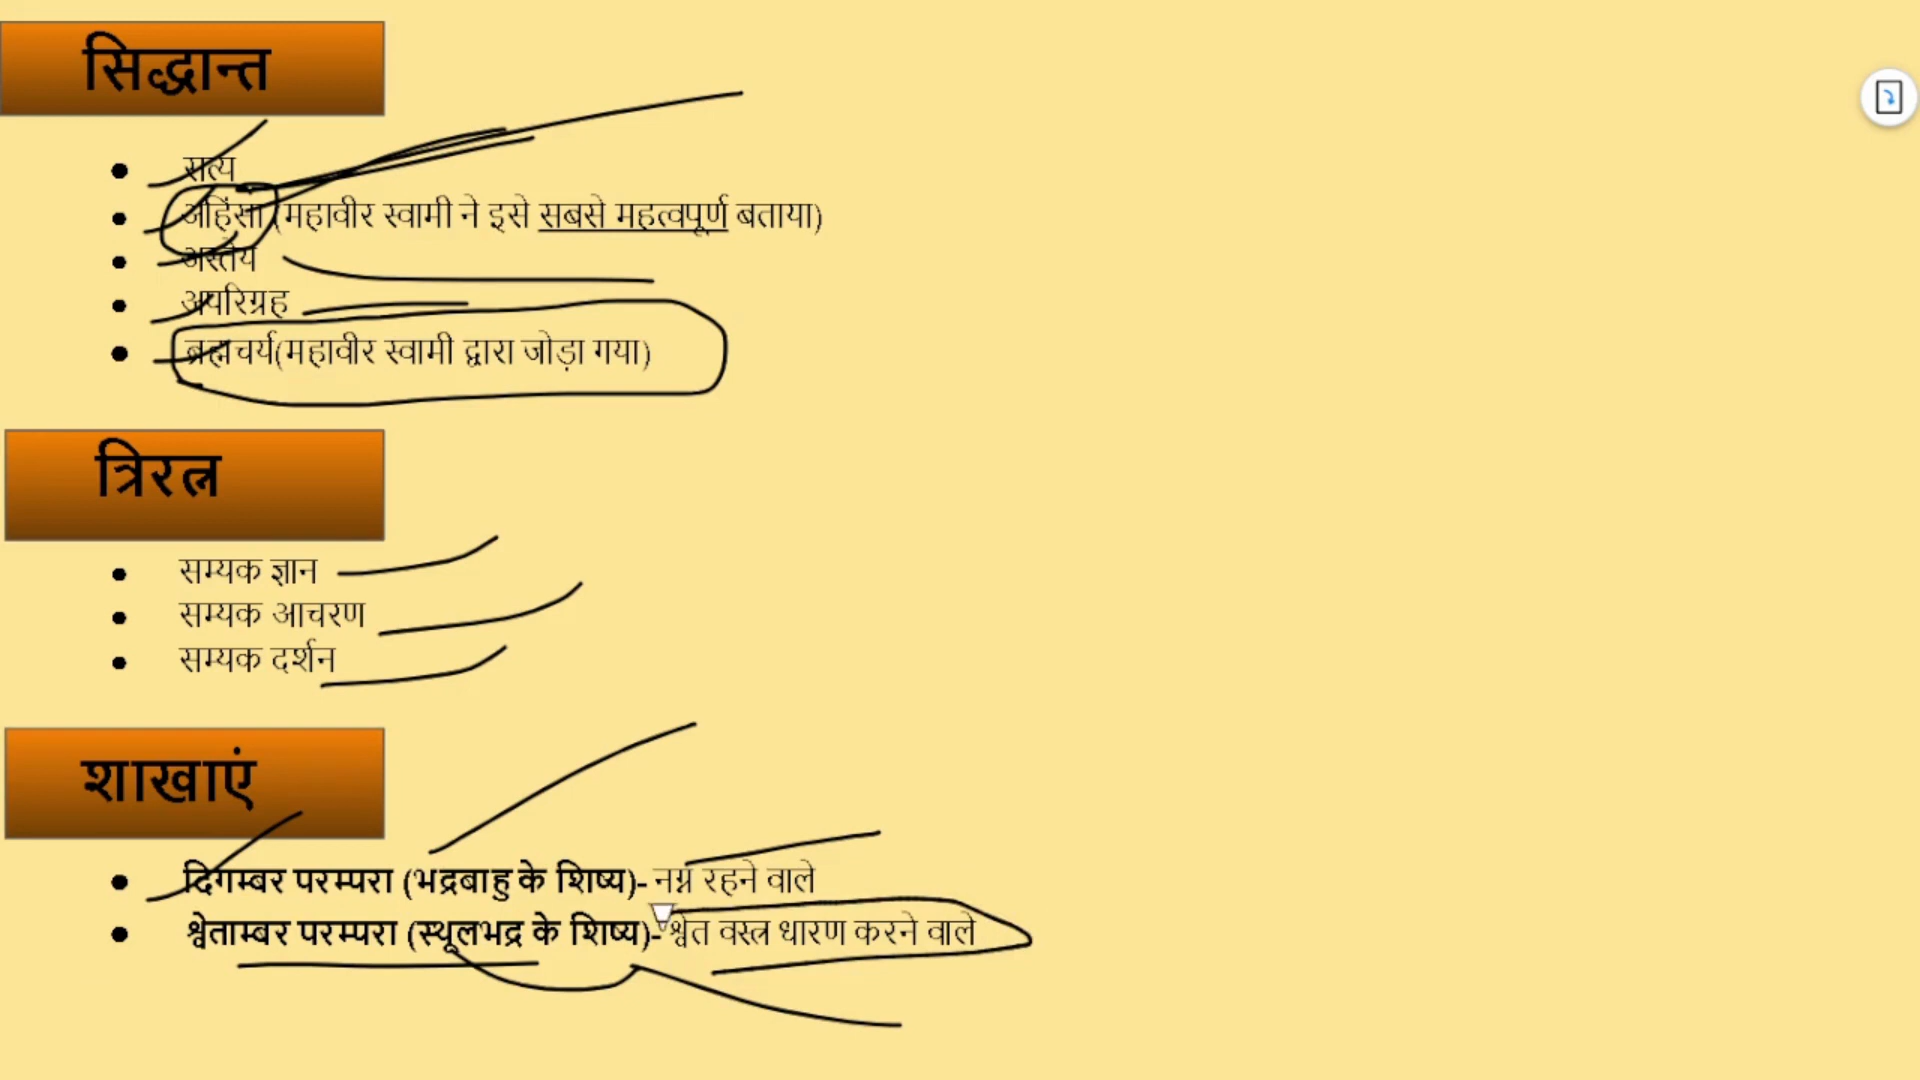 सिद्धान्त
सत्य
अहिंसा (महावीर स्वामी ने इसे सबसे महत्वपूर्ण बताया)
अस्तेय
अपरिग्रह
ब्रह्मचर्य(महावीर स्वामी द्वारा जोड़ा गया)
त्रिरत्न
सम्यक ज्ञान
सम्यक आचरण
सम्यक दर्शन
शाखाएं
दिगम्बर परम्परा (भद्रबाहु के शिष्य)- नग्न रहने वाले
श्वेताम्बर परम्परा (स्थूलभद्र के शिष्य)- श्वेत वस्त्र धारण करने वाले